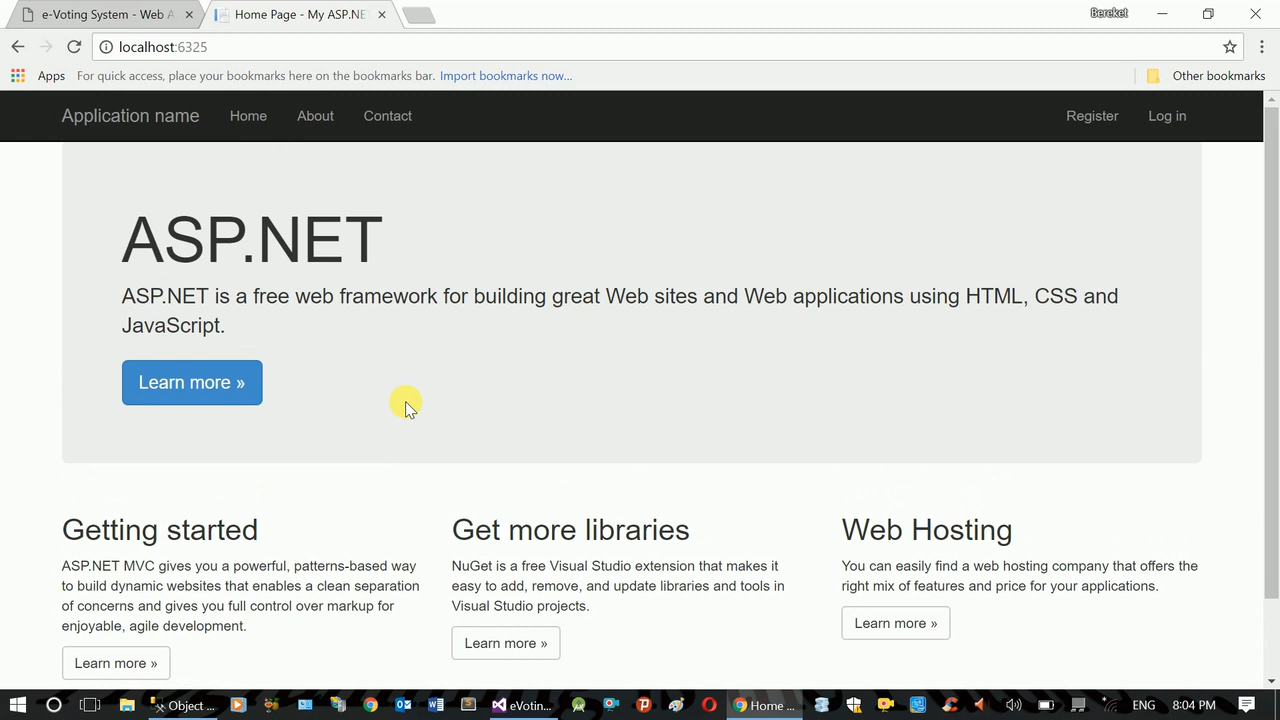 e-Voting System - Web A
Home Page - My ASP.NE
Bereket
localhost:6325
Apps For quick access, place your bookmarks here on the bookmarks bar. Import bookmarks now...
Other bookmarks
Application name Home About Contact Register Log in
ASP.NET
ASP.NET is a free web framework for building great Web sites and Web applications using HTML, CSS and
JavaScript.
Learn more »
Getting started
ASP.NET MVC gives you a powerful, patterns-based way
to build dynamic websites that enables a clean separation
of concerns and gives you full control over markup for
enjoyable, agile development.
Learn more »
Get more libraries
NuGet is a free Visual Studio extension that makes it
easy to add, remove, and update libraries and tools in
Visual Studio projects.
Learn more »
Web Hosting
You can easily find a web hosting company that offers the
right mix of features and price for your applications.
Learn more »
Object ... eVotin... Home ... ENG 8:04 PM